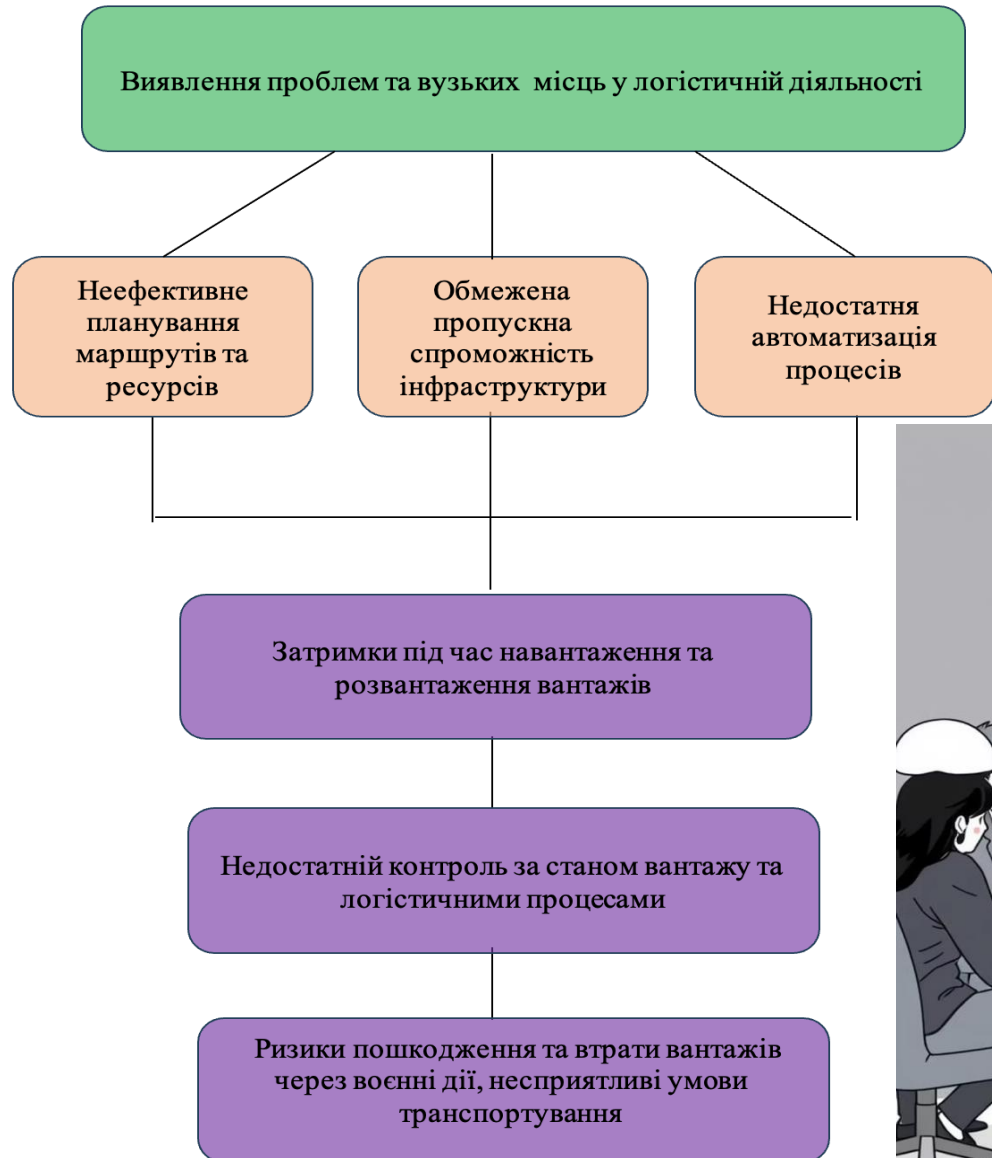 Виявлення проблем та вузьких місць у логістичній діяльності
Неефективне
планування
маршрутів та
ресурсів
Обмежена
пропускна
спроможність
інфраструктури
Недостатня
автоматизація
процесів
Затримки під час навантаження та
розвантаження вантажів
Недостатній контроль за станом вантажу та
логістичними процесами
Ризики пошкодження та втрати вантажів
через воєнні дії, несприятливі умови
транспортування